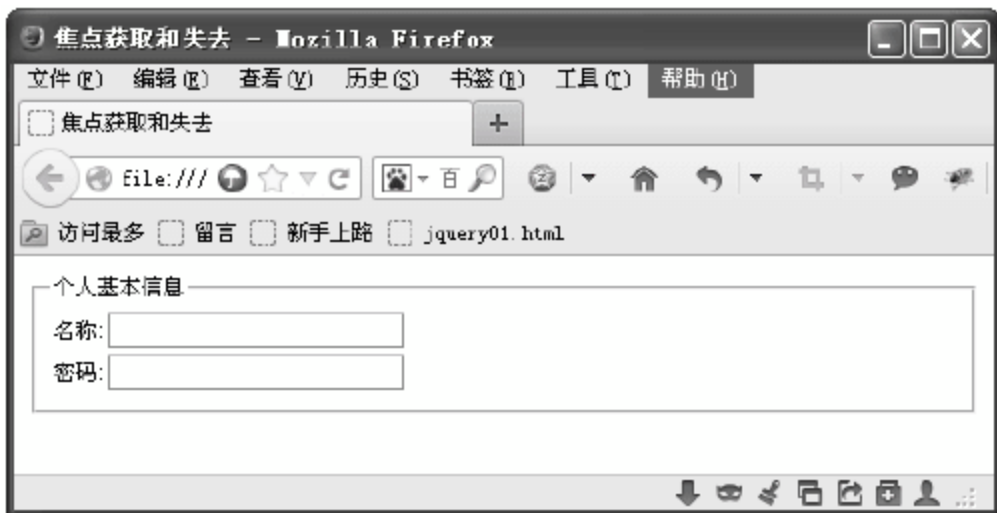 焦点获取和失去 - Mozilla Firefox
文件(F) 编辑(E) 查看(V) 历史(S) 书签(B) 工具(T) 帮助(H)
焦点获取和失去 +
file:/// 百
访问最多 留言 新手上路 jquery01.html
个人基本信息
名称:
密码: